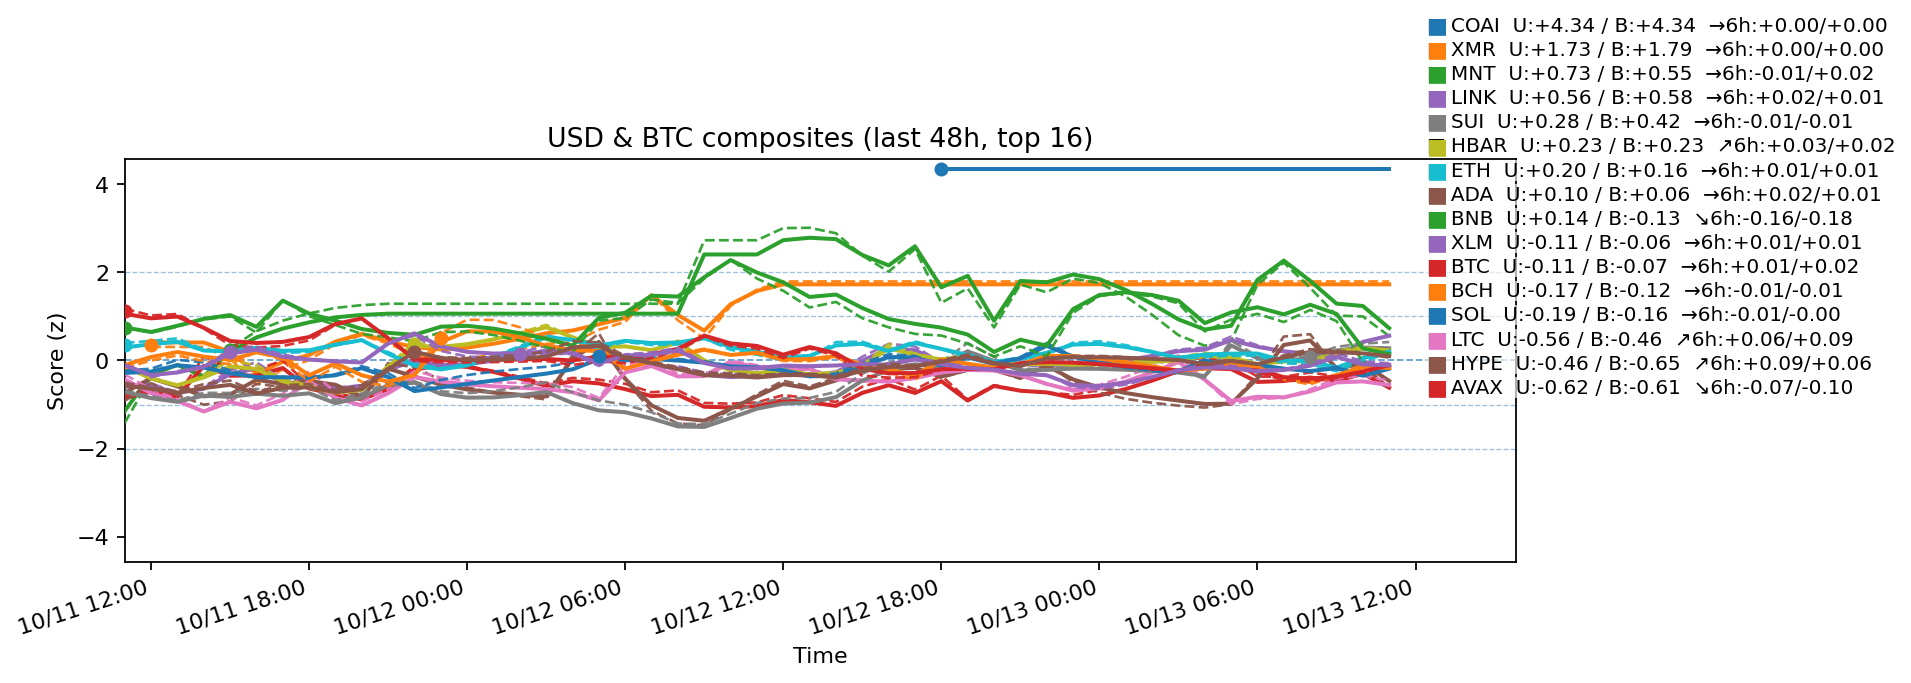 COAI U:+4.34 / B:+4.34 →6h:+0.00/+0.00
XMR U:+1.73 / B:+1.79 →6h:+0.00/+0.00
MNT U:+0.73 / B:+0.55 →6h:-0.01/+0.02
LINK U:+0.56 / B:+0.58 →6h:+0.02/+0.01
SUI U:+0.28 / B:+0.42 →6h:-0.01/-0.01
HBAR U:+0.23 / B:+0.23 ↗6h:+0.03/+0.02
ETH U:+0.20 / B:+0.16 →6h:+0.01/+0.01
ADA U:+0.10 / B:+0.06 →6h:+0.02/+0.01
BNB U:+0.14 / B:-0.13 ↘6h:-0.16/-0.18
XLM U:-0.11 / B:-0.06 →6h:+0.01/+0.01
BTC U:-0.11 / B:-0.07 →6h:+0.01/+0.02
BCH U:-0.17 / B:-0.12 →6h:-0.01/-0.01
SOL U:-0.19 / B:-0.16 →6h:-0.01/-0.00
LTC U:-0.56 / B:-0.46 ↗6h:+0.06/+0.09
HYPE U:-0.46 / B:-0.65 ↗6h:+0.09/+0.06
AVAX U:-0.62 / B:-0.61 ↘6h:-0.07/-0.10
USD & BTC composites (last 48h, top 16)
Score (z)
4
2
0
−2
−4
10/11 12:00
10/11 18:00
10/12 00:00
10/12 06:00
10/12 12:00
10/12 18:00
10/13 00:00
10/13 06:00
10/13 12:00
Time